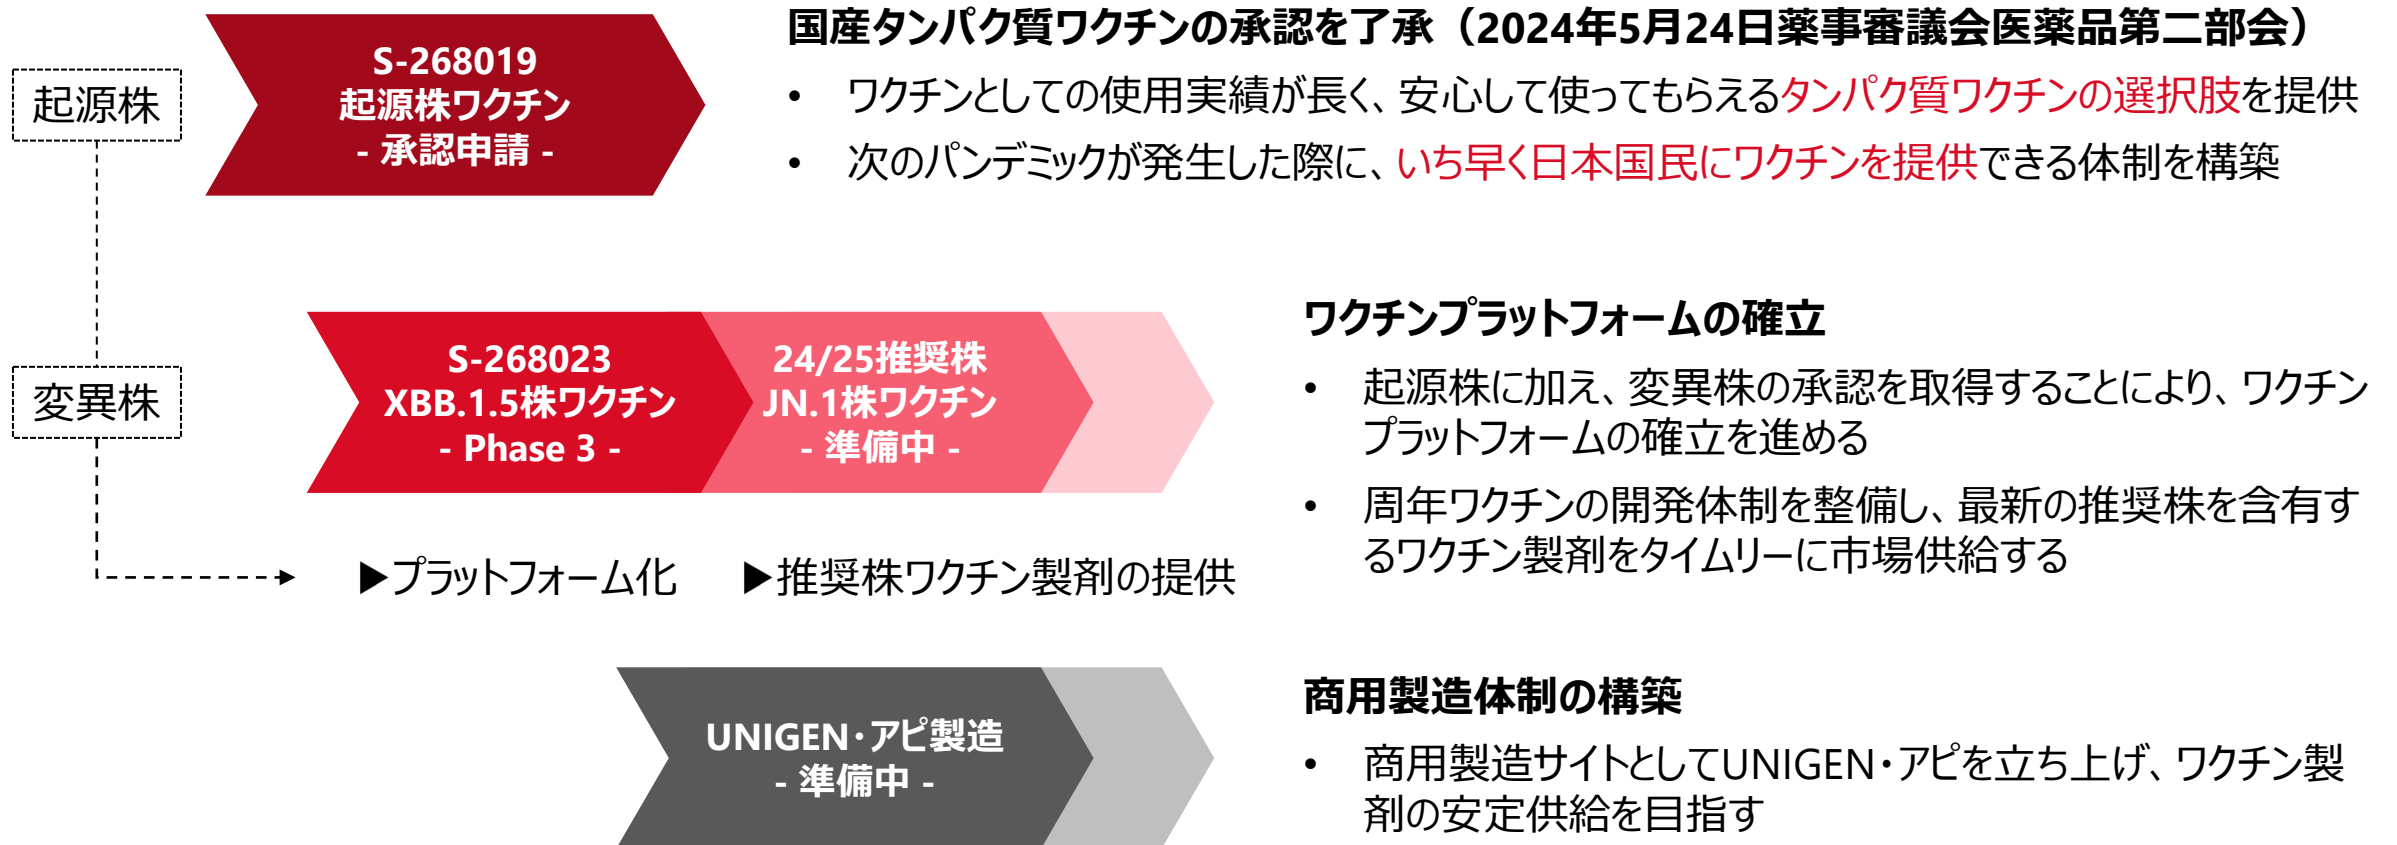 起源株
S-268019
起源株ワクチン
- 承認申請 -
国産タンパク質ワクチンの承認を了承（2024年5月24日薬事審議会医薬品第二部会）
• ワクチンとしての使用実績が長く、安心して使ってもらえるタンパク質ワクチンの選択肢を提供
• 次のパンデミックが発生した際に、いち早く日本国民にワクチンを提供できる体制を構築
変異株
S-268023
XBB.1.5株ワクチン
- Phase 3 -
24/25推奨株
JN.1株ワクチン
- 準備中 -
▶プラットフォーム化
▶推奨株ワクチン製剤の提供
ワクチンプラットフォームの確立
• 起源株に加え、変異株の承認を取得することにより、ワクチン
プラットフォームの確立を進める
• 周年ワクチンの開発体制を整備し、最新の推奨株を含有す
るワクチン製剤をタイムリーに市場供給する
UNIGEN・アピ製造
- 準備中 -
商用製造体制の構築
• 商用製造サイトとしてUNIGEN・アピを立ち上げ、ワクチン製
剤の安定供給を目指す